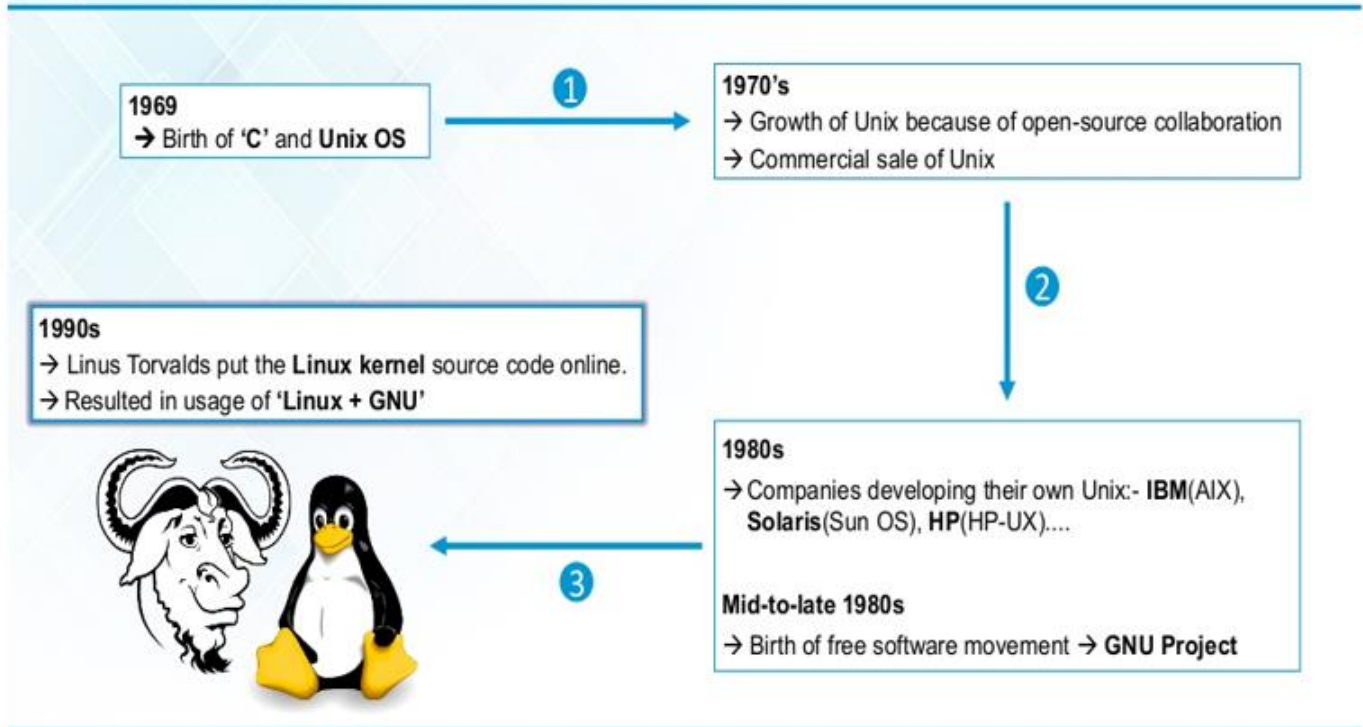 1969
→ Birth of ‘C’ and Unix OS
1
1970’s
→ Growth of Unix because of open-source collaboration
→ Commercial sale of Unix
2
1980s
→ Companies developing their own Unix:- IBM(AIX),
Solaris(Sun OS), HP(HP-UX)....
Mid-to-late 1980s
→ Birth of free software movement → GNU Project
3
1990s
→ Linus Torvalds put the Linux kernel source code online.
→ Resulted in usage of ‘Linux + GNU’